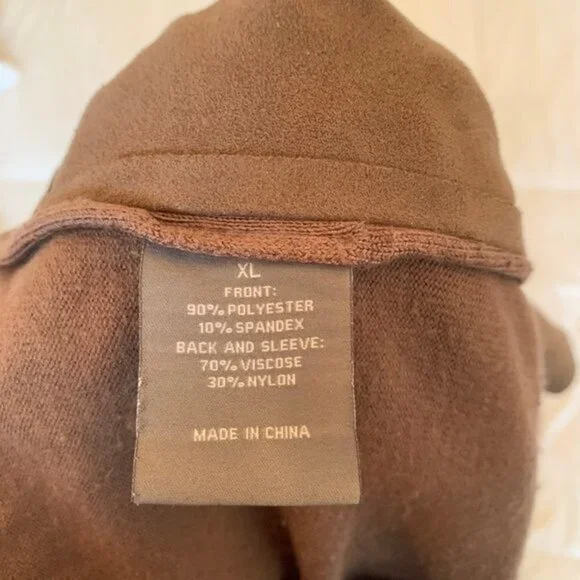 XL
FRONT:
90% POLYESTER
10% SPANDEX
BACK AND SLEEVE:
70% VISCOSE
30% NYLON
MADE IN CHINA